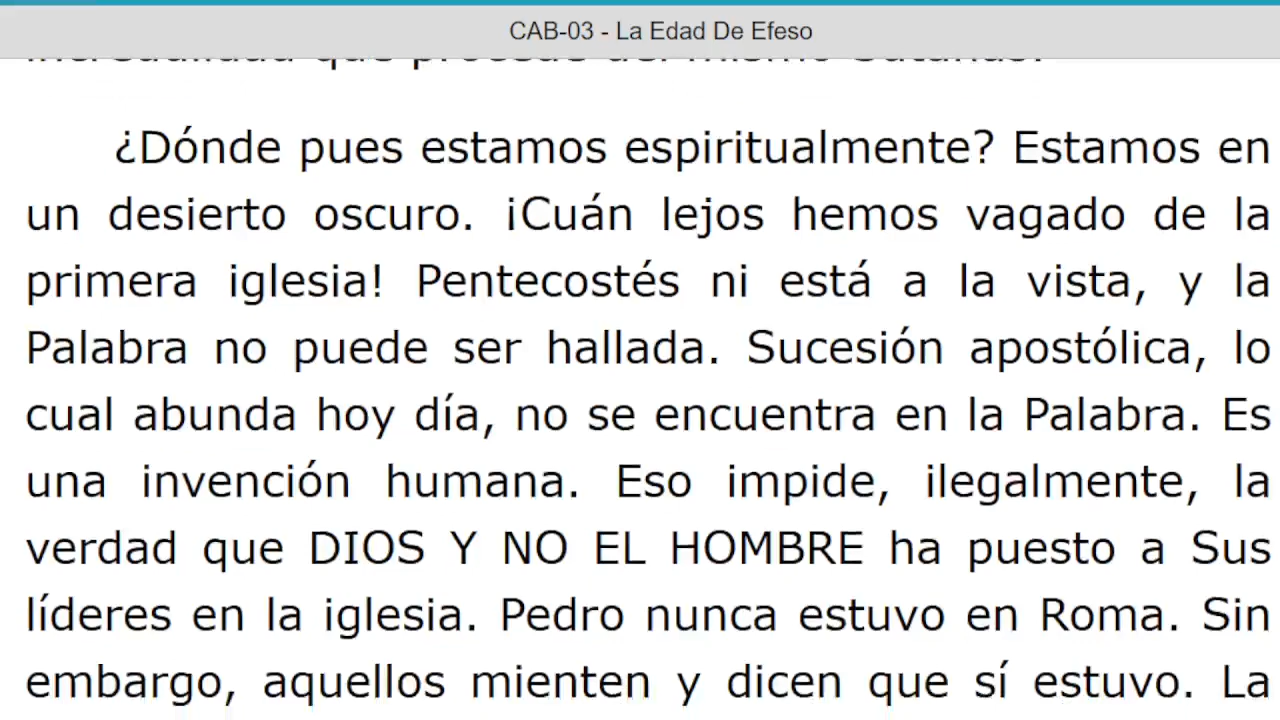 CAB-03 - La Edad De Efeso
¿Dónde pues estamos espiritualmente? Estamos en
un desierto oscuro. ¡Cuán lejos hemos vagado de la
primera iglesia! Pentecostés ni está a la vista, y la
Palabra no puede ser hallada. Sucesión apostólica, lo
cual abunda hoy día, no se encuentra en la Palabra. Es
una invención humana. Eso impide, ilegalmente, la
verdad que DIOS Y NO EL HOMBRE ha puesto a Sus
líderes en la iglesia. Pedro nunca estuvo en Roma. Sin
embargo, aquellos mienten y dicen que sí estuvo. La